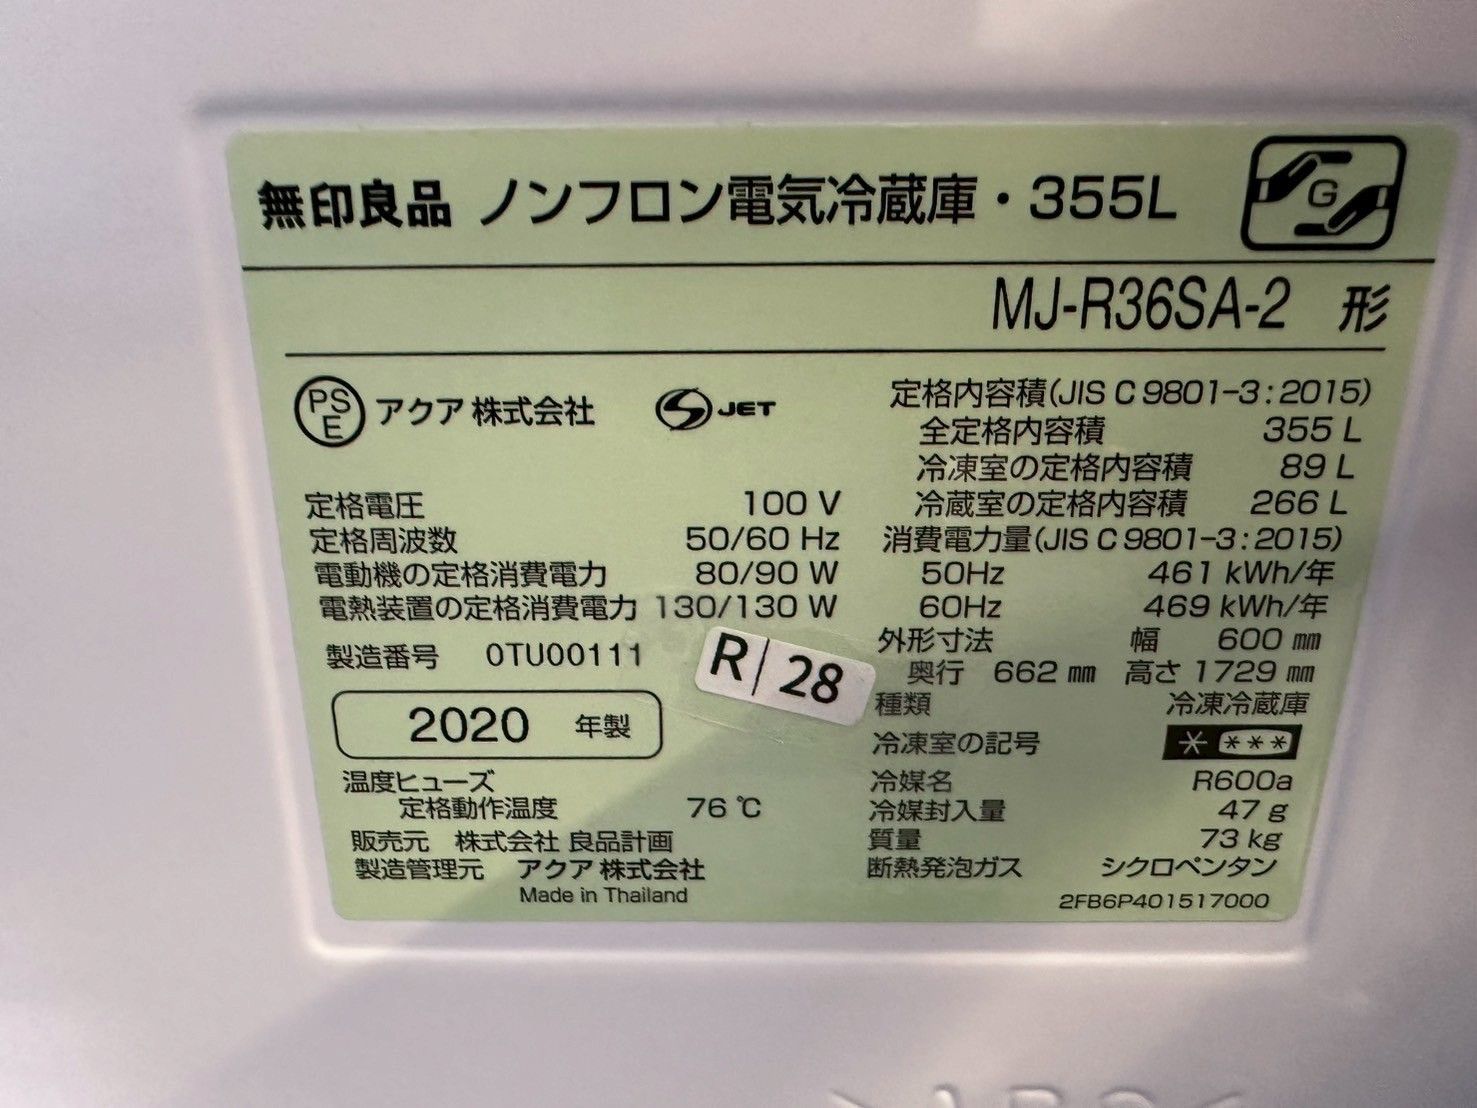 無印良品 ノンフロン電気冷蔵庫・355L
G
MJ-R36SA-2 形
PSE アクア 株式会社 S JET
定格電圧 100 V
定格周波数 50/60 Hz
電動機の定格消費電力 80/90 W
電熱装置の定格消費電力 130/130 W
製造番号 0TU00111
R/28
2020 年製
温度ヒューズ
定格動作温度 76 ℃
販売元 株式会社 良品計画
製造管理元 アクア 株式会社
Made in Thailand
定格内容積(JIS C 9801-3:2015)
全定格内容積 355 L
冷凍室の定格内容積 89 L
冷蔵室の定格内容積 266 L
消費電力量(JIS C 9801-3:2015)
50Hz 461 kWh/年
60Hz 469 kWh/年
外形寸法 幅 600 ㎜
奥行 662 ㎜ 高さ 1729 ㎜
種類 冷凍冷蔵庫
冷凍室の記号 * ***
冷媒名 R600a
冷媒封入量 47 g
質量 73 kg
断熱発泡ガス シクロペンタン
2FB6P401517000
>ABS<